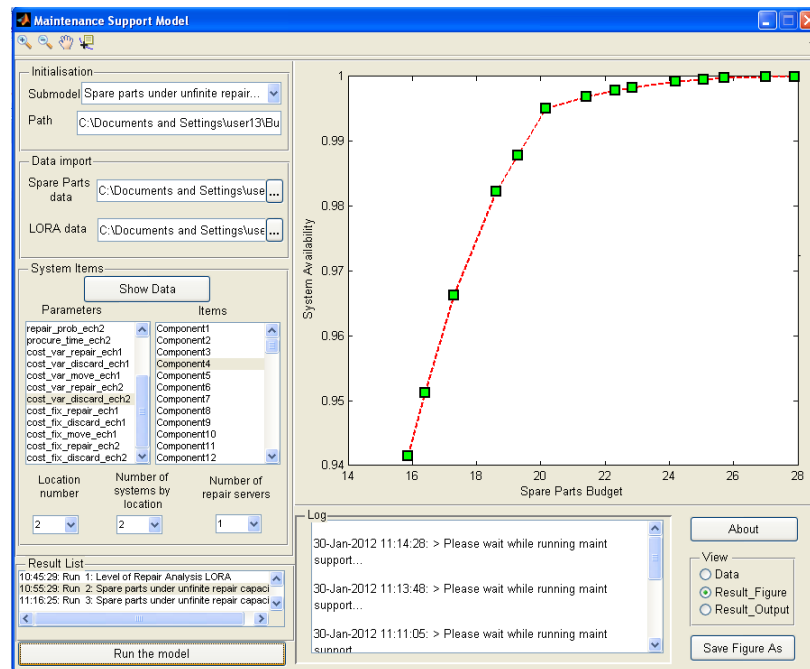 Maintenance Support Model
Initialisation
Submodel
Spare parts under unfinite repair...
Path
C:\Documents and Settings\user13\Bu
Data import
Spare Parts
data
C:\Documents and Settings\use
...
LORA data
C:\Documents and Settings\use
...
System Items
Show Data
Parameters
repair_prob_ech2
procure_time_ech2
cost_var_repair_ech1
cost_var_discard_ech1
cost_var_move_ech1
cost_var_repair_ech2
cost_var_discard_ech2
cost_fix_repair_ech1
cost_fix_discard_ech1
cost_fix_move_ech1
cost_fix_repair_ech2
cost_fix_discard_ech2
Items
Component1
Component2
Component3
Component4
Component5
Component6
Component7
Component8
Component9
Component10
Component11
Component12
Location
number
2
Number of
systems by
location
2
Number of
repair servers
1
Result List
10:45:29: Run 1: Level of Repair Analysis LORA
10:55:29: Run 2: Spare parts under unfinite repair capaci
11:16:25: Run 3: Spare parts under unfinite repair capaci
Run the model
System Availability
1
0.99
0.98
0.97
0.96
0.95
0.94
14 16 18 20 22 24 26 28
Spare Parts Budget
Log
30-Jan-2012 11:14:28: > Please wait while running maint
support...
30-Jan-2012 11:13:48: > Please wait while running maint
support...
30-Jan-2012 11:11:05: > Please wait while running maint
support
About
View
Data
Result_Figure
Result_Output
Save Figure As